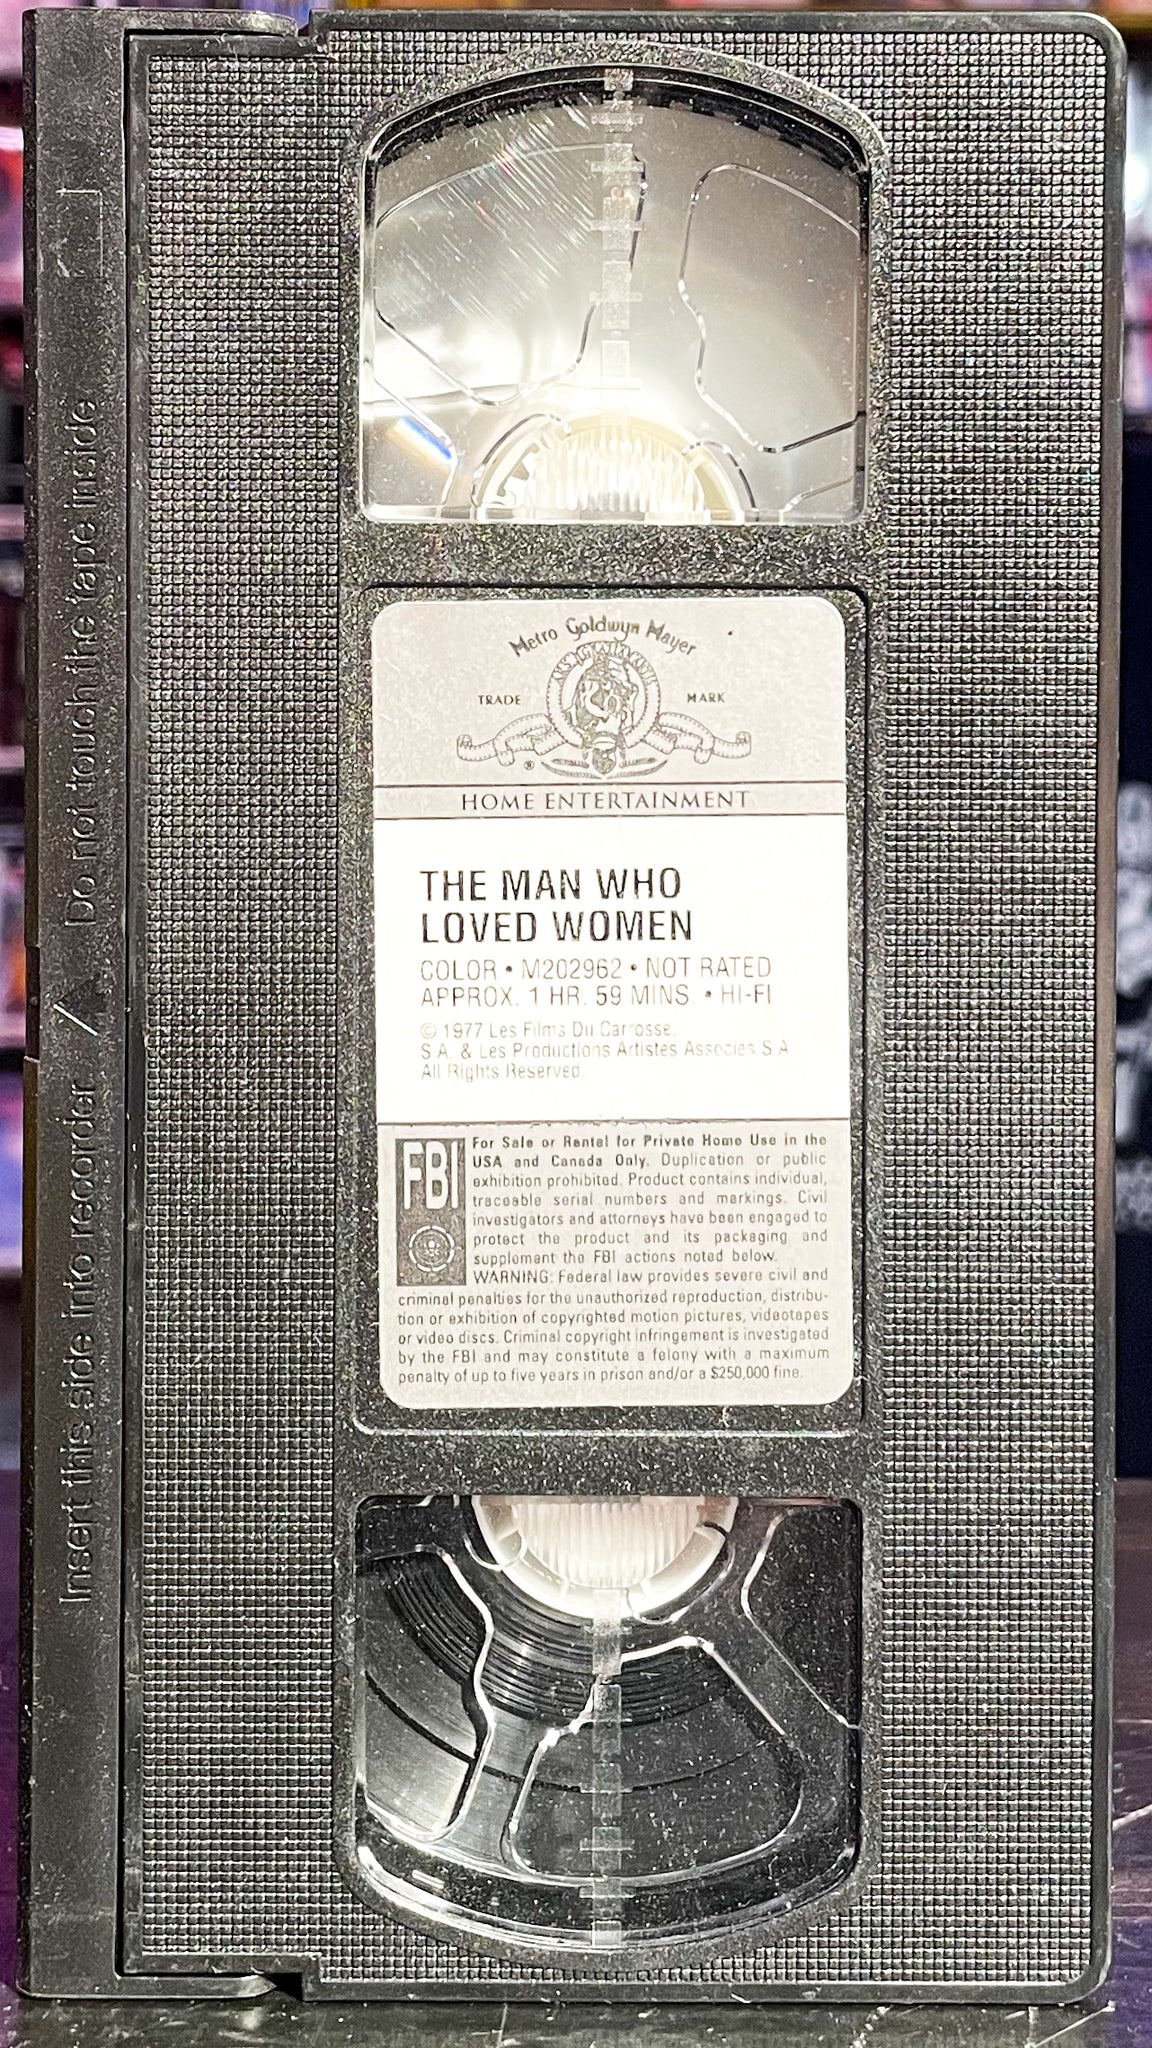 Do not touch the tape inside
Insert this side into recorder
Metro Goldwyn Mayer
TRADE MARK
®
HOME ENTERTAINMENT
THE MAN WHO
LOVED WOMEN
COLOR • M202962 • NOT RATED
APPROX. 1 HR. 59 MINS • HI-FI
© 1977 Les Films Du Carrosse,
S.A. & Les Productions Artistes Associes S.A.
All Rights Reserved.
FBI
For Sale or Rental for Private Home Use in the
USA and Canada Only. Duplication or public
exhibition prohibited. Product contains individual,
traceable serial numbers and markings. Civil
investigators and attorneys have been engaged to
protect the product and its packaging and
supplement the FBI actions noted below.
WARNING: Federal law provides severe civil and
criminal penalties for the unauthorized reproduction, distribu-
tion or exhibition of copyrighted motion pictures, videotapes
or video discs. Criminal copyright infringement is investigated
by the FBI and may constitute a felony with a maximum
penalty of up to five years in prison and/or a $250,000 fine.